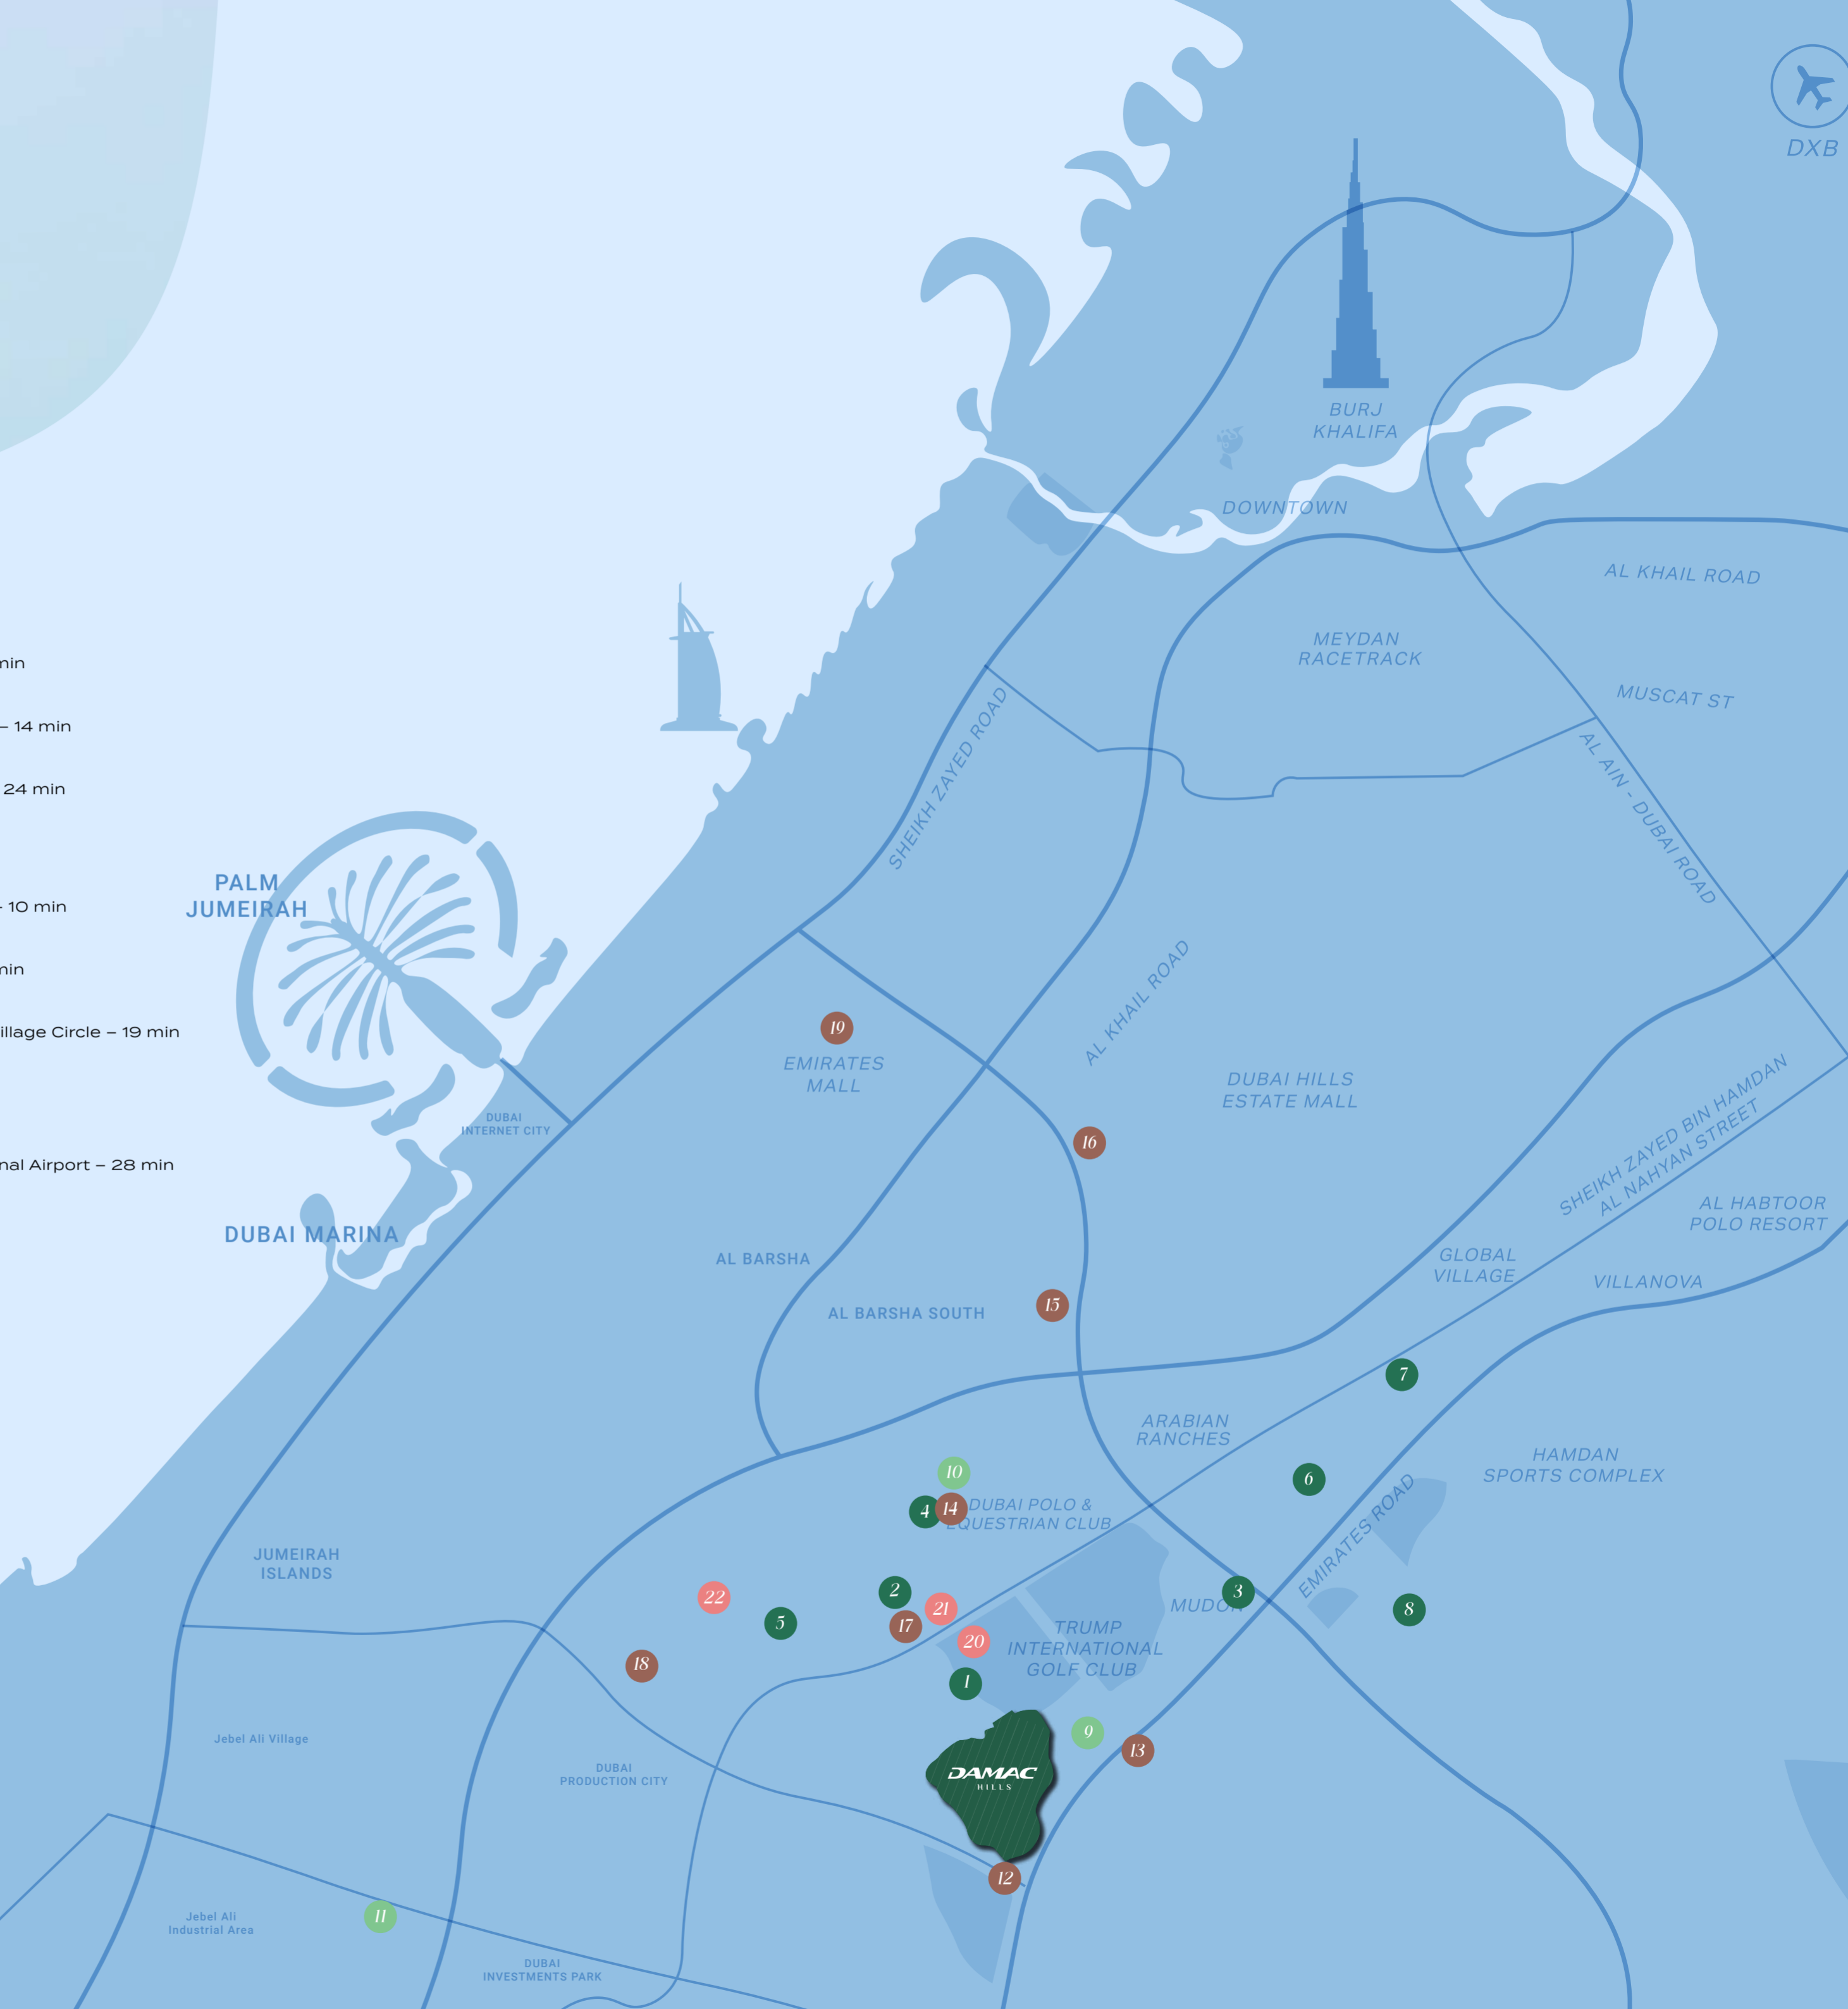 DXB
BURJ
KHALIFA
DOWNTOWN
AL KHAIL ROAD
MEYDAN
RACETRACK
min
MUSCAT ST
– 14 min
SHEIKH ZAYED ROAD
AL AIN - DUBAI ROAD
24 min
PALM
JUMEIRAH
- 10 min
min
AL KHAIL ROAD
illage Circle – 19 min
19
EMIRATES
MALL
DUBAI HILLS
ESTATE MALL
DUBAI
INTERNET CITY
16
SHEIKH ZAYED BIN HAMDAN
AL NAHYAN STREET
nal Airport – 28 min
AL HABTOOR
POLO RESORT
DUBAI MARINA
AL BARSHA
GLOBAL
VILLAGE
VILLANOVA
15
AL BARSHA SOUTH
7
ARABIAN
RANCHES
HAMDAN
SPORTS COMPLEX
10
6
4
14
DUBAI POLO &
EQUESTRIAN CLUB
EMIRATES ROAD
JUMEIRAH
ISLANDS
22
2
21
3
MUDON
8
5
17
20
TRUMP
INTERNATIONAL
GOLF CLUB
18
1
Jebel Ali Village
9
13
DUBAI
PRODUCTION CITY
DAMAC
HILLS
12
11
Jebel Ali
Industrial Area
DUBAI
INVESTMENTS PARK